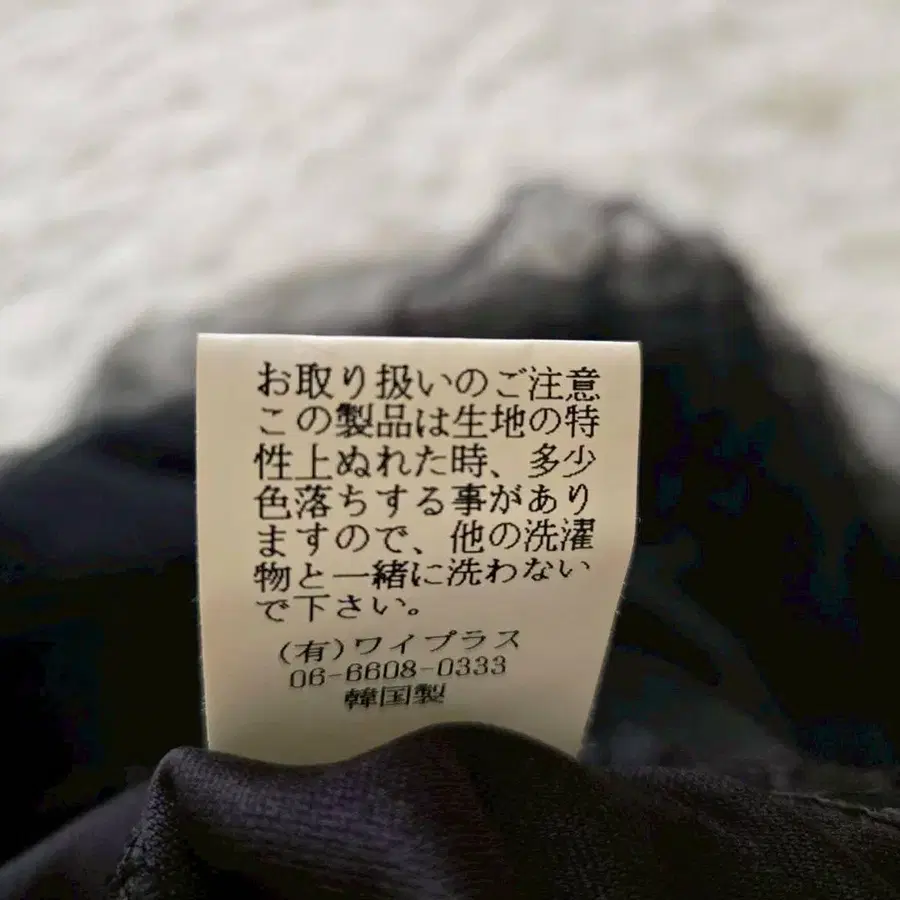 お取り扱いのご注意
この製品は生地の特
性上ぬれた時、多少
色落ちする事があり
ますので、他の洗濯
物と一緒に洗わない
で下さい。
(有)ワイプラス
06-6608-0333
韓国製